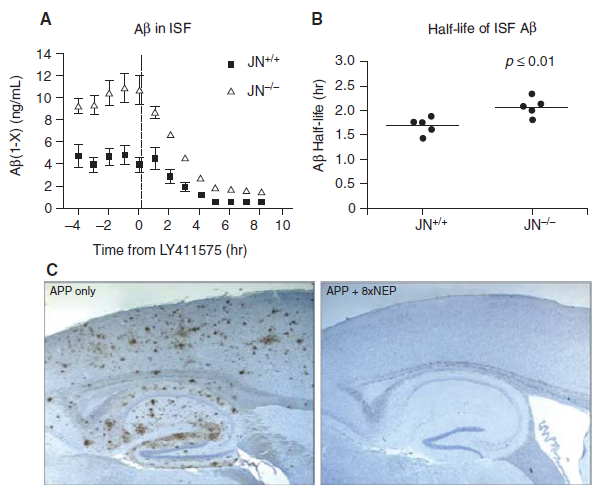 A
Aβ in ISF
14
12
10
8
6
4
2
0
Aβ(1-X) (ng/mL)
JN+/+
JN–/–
–4 –2 0 2 4 6 8 10
Time from LY411575 (hr)
B
Half-life of ISF Aβ
p ≤ 0.01
3.0
2.5
2.0
1.5
1.0
0.5
0
Aβ Half-life (hr)
JN+/+ JN–/–
C
APP only
APP + 8xNEP